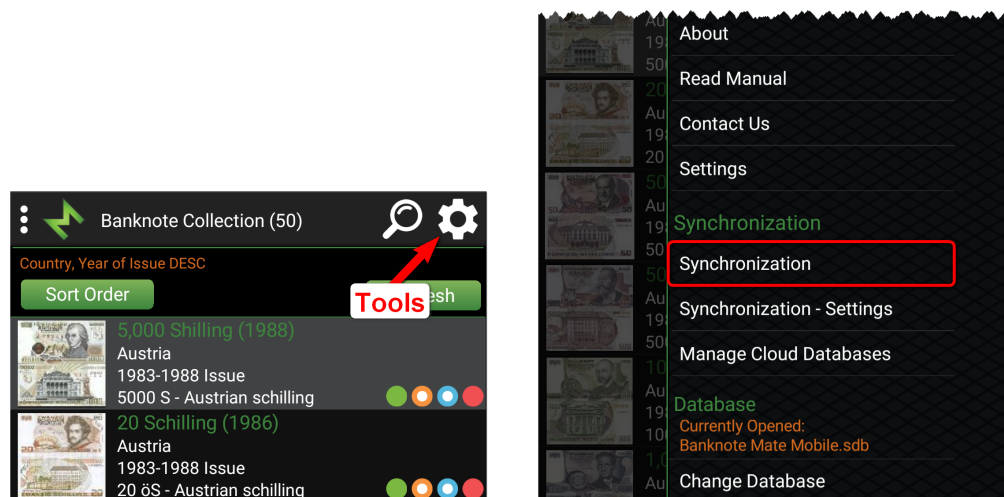 Banknote Collection (50)
Country, Year of Issue DESC
Sort Order
esh
Tools
5,000 Shilling (1988)
Austria
1983-1988 Issue
5000 S - Austrian schilling
20 Schilling (1986)
Austria
1983-1988 Issue
20 öS - Austrian schilling
About
Read Manual
Contact Us
Settings
Synchronization
Synchronization
Synchronization - Settings
Manage Cloud Databases
Database
Currently Opened:
Banknote Mate Mobile.sdb
Change Database